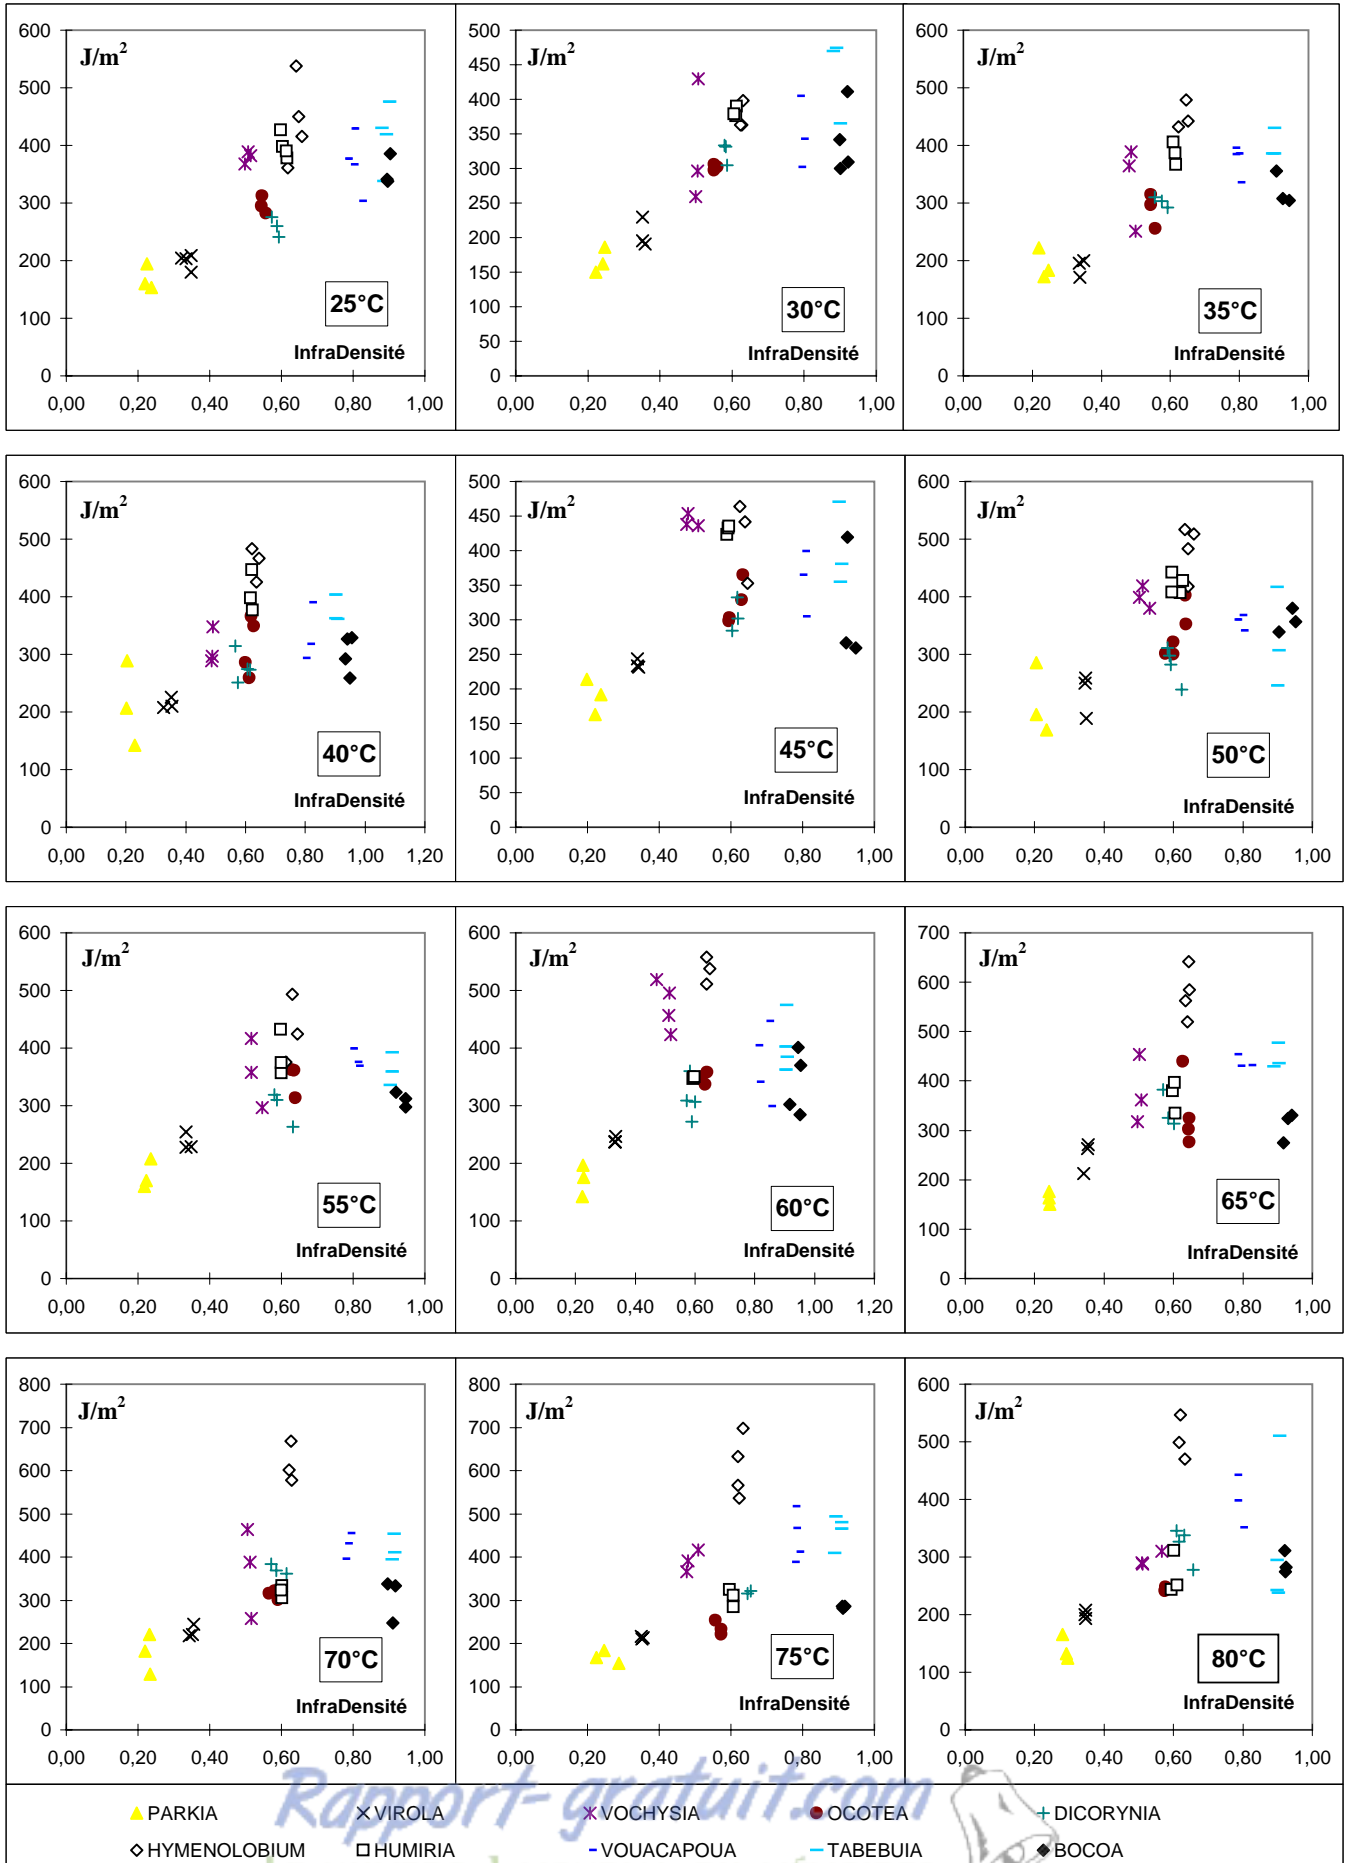 600 500 600
J/m2 J/m2 J/m2
500 450 500
400 400 400
350
300 300 300
250
200 200 200
150
100 25°C 100 30°C 100 35°C
InfraDensité 50 InfraDensité InfraDensité
0 0 0
0,00 0,20 0,40 0,60 0,80 1,00 0,00 0,20 0,40 0,60 0,80 1,00 0,00 0,20 0,40 0,60 0,80 1,00
600 500 600
J/m2 J/m2 J/m2
500 450 500
400 400 400
350
300 300 300
250
200 200 200
150
100 40°C 100 45°C 100 50°C
InfraDensité 50 InfraDensité InfraDensité
0 0 0
0,00 0,20 0,40 0,60 0,80 1,00 1,20 0,00 0,20 0,40 0,60 0,80 1,00 0,00 0,20 0,40 0,60 0,80 1,00
600 600 700
J/m2 J/m2 J/m2
500 500 600
400 400 500
300 300 400
200 200 300
100 100 200
55°C 60°C 65°C
InfraDensité InfraDensité 100 InfraDensité
0 0 0
0,00 0,20 0,40 0,60 0,80 1,00 0,00 0,20 0,40 0,60 0,80 1,00 1,20 0,00 0,20 0,40 0,60 0,80 1,00
800 800 600
J/m2 J/m2 J/m2
700 700 500
600 600 400
500 500 300
400 400 200
300 300 100
200 200
70°C 75°C 80°C
100 InfraDensité 100 InfraDensité InfraDensité
0 0 0
0,00 0,20 0,40 0,60 0,80 1,00 0,00 0,20 0,40 0,60 0,80 1,00 0,00 0,20 0,40 0,60 0,80 1,00
Rapport-gratuit.com
PARKIA VIROLA VOCHYSIA OCOTEA DICORYNIA
HYMENOLOBIUM HUMIRIA VOUACAPOUA TABEBUIA BOCOA